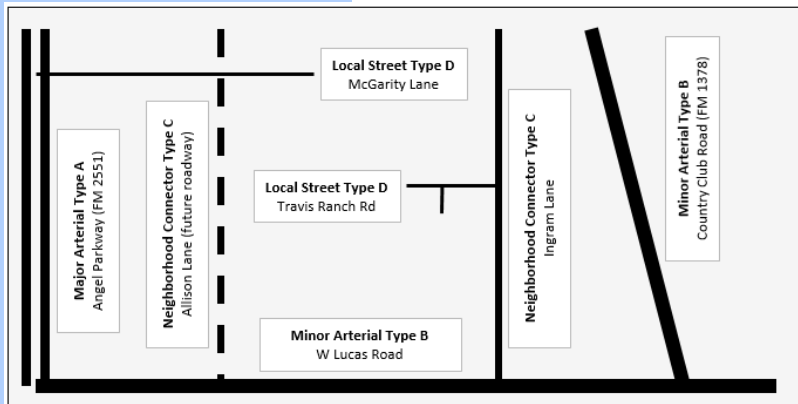 Local Street Type D
McGarity Lane
Major Arterial Type A
Angel Parkway (FM 2551)
Neighborhood Connector Type C
Allison Lane (future roadway)
Local Street Type D
Travis Ranch Rd
Neighborhood Connector Type C
Ingram Lane
Minor Arterial Type B
Country Club Road (FM 1378)
Minor Arterial Type B
W Lucas Road